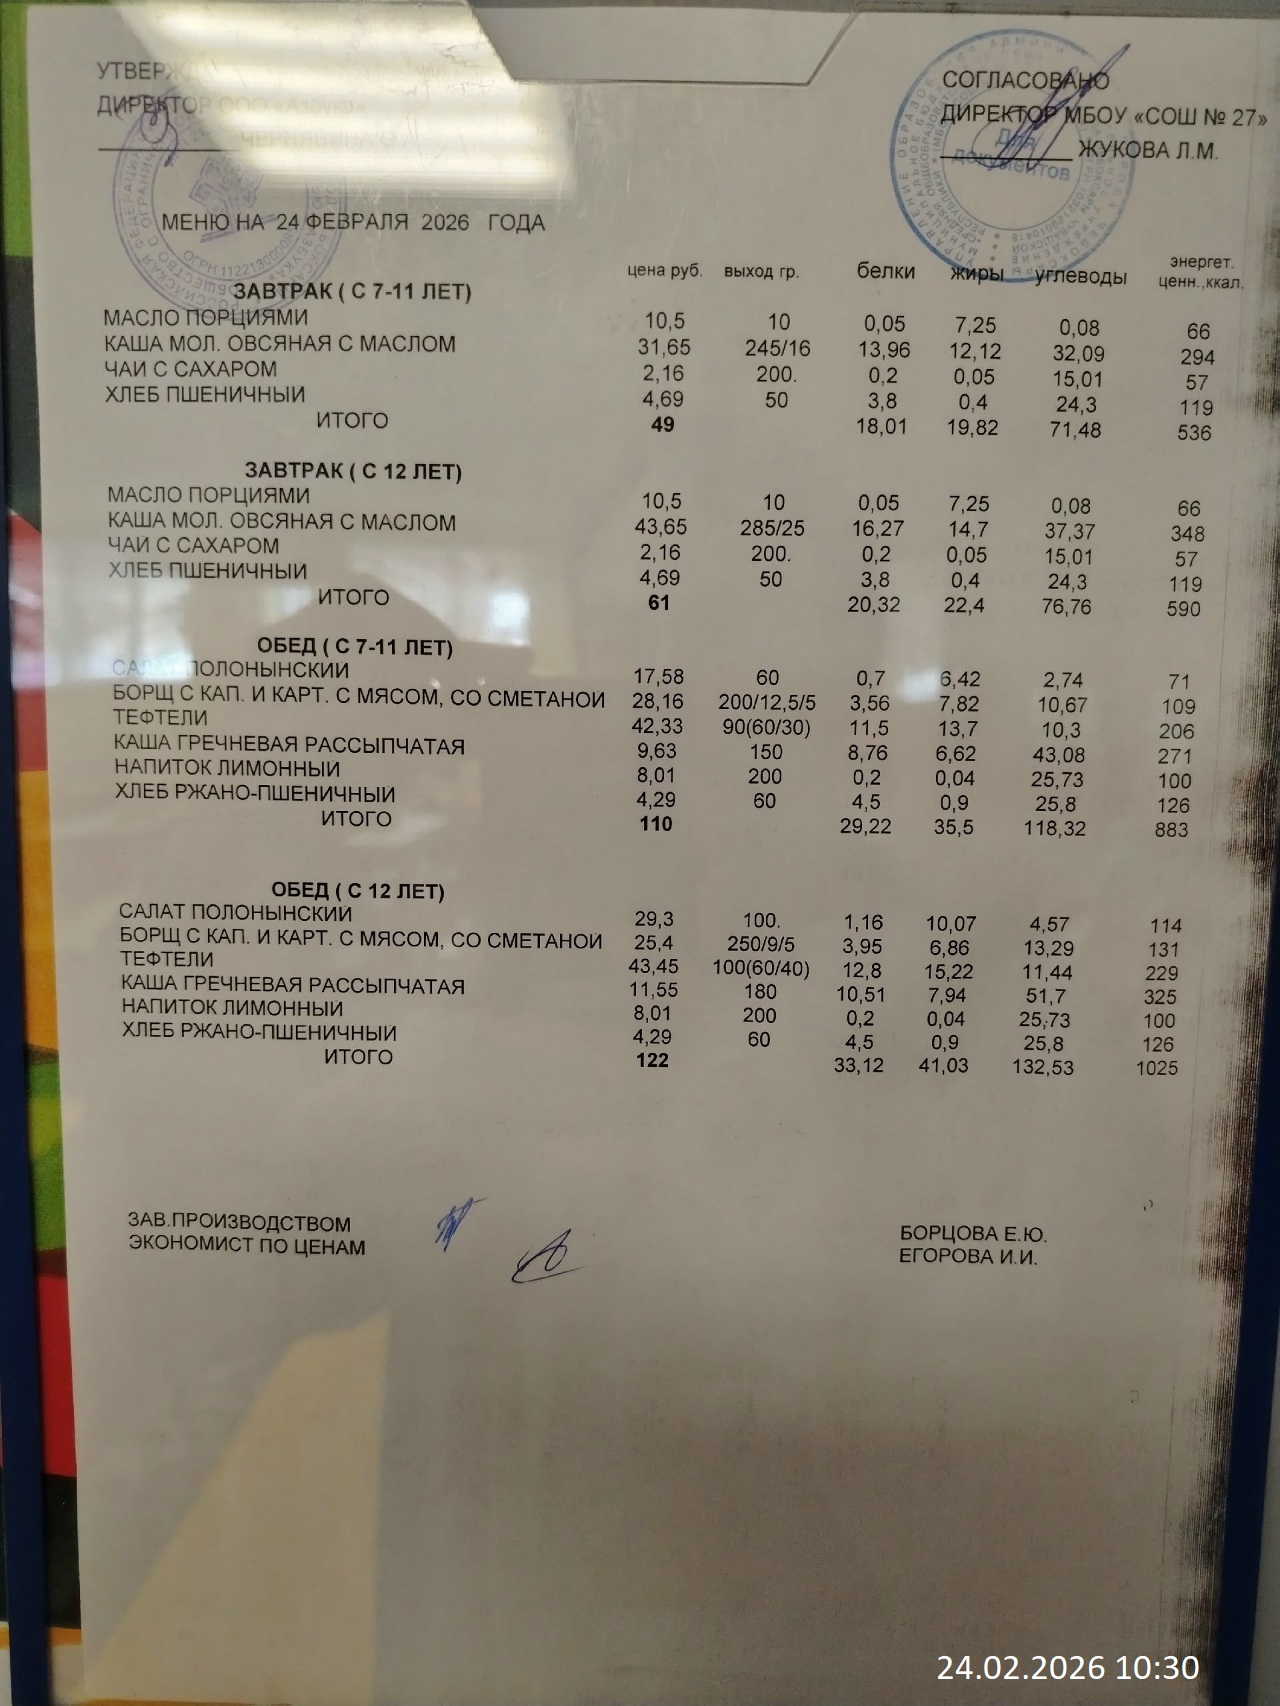 УТВЕРЖД
ДИРЕКТОР ООО «Азбука»
СОГЛАСОВАНО
ДИРЕКТОР МБОУ «СОШ № 27»
ЖУКОВА Л.М.
Для
документов
МЕНЮ НА 24 ФЕВРАЛЯ 2026 ГОДА
цена руб. выход гр. белки жиры углеводы энергет. ценн.,ккал.
ЗАВТРАК ( С 7-11 ЛЕТ)
МАСЛО ПОРЦИЯМИ 10,5 10 0,05 7,25 0,08 66
КАША МОЛ. ОВСЯНАЯ С МАСЛОМ 31,65 245/16 13,96 12,12 32,09 294
ЧАЙ С САХАРОМ 2,16 200. 0,2 0,05 15,01 57
ХЛЕБ ПШЕНИЧНЫЙ 4,69 50 3,8 0,4 24,3 119
ИТОГО 49 18,01 19,82 71,48 536
ЗАВТРАК ( С 12 ЛЕТ)
МАСЛО ПОРЦИЯМИ 10,5 10 0,05 7,25 0,08 66
КАША МОЛ. ОВСЯНАЯ С МАСЛОМ 43,65 285/25 16,27 14,7 37,37 348
ЧАЙ С САХАРОМ 2,16 200. 0,2 0,05 15,01 57
ХЛЕБ ПШЕНИЧНЫЙ 4,69 50 3,8 0,4 24,3 119
ИТОГО 61 20,32 22,4 76,76 590
ОБЕД ( С 7-11 ЛЕТ)
САЛАТ ПОЛОНЫНСКИЙ 17,58 60 0,7 6,42 2,74 71
БОРЩ С КАП. И КАРТ. С МЯСОМ, СО СМЕТАНОЙ 28,16 200/12,5/5 3,56 7,82 10,67 109
ТЕФТЕЛИ 42,33 90(60/30) 11,5 13,7 10,3 206
КАША ГРЕЧНЕВАЯ РАССЫПЧАТАЯ 9,63 150 8,76 6,62 43,08 271
НАПИТОК ЛИМОННЫЙ 8,01 200 0,2 0,04 25,73 100
ХЛЕБ РЖАНО-ПШЕНИЧНЫЙ 4,29 60 4,5 0,9 25,8 126
ИТОГО 110 29,22 35,5 118,32 883
ОБЕД ( С 12 ЛЕТ)
САЛАТ ПОЛОНЫНСКИЙ 29,3 100. 1,16 10,07 4,57 114
БОРЩ С КАП. И КАРТ. С МЯСОМ, СО СМЕТАНОЙ 25,4 250/9/5 3,95 6,86 13,29 131
ТЕФТЕЛИ 43,45 100(60/40) 12,8 15,22 11,44 229
КАША ГРЕЧНЕВАЯ РАССЫПЧАТАЯ 11,55 180 10,51 7,94 51,7 325
НАПИТОК ЛИМОННЫЙ 8,01 200 0,2 0,04 25,73 100
ХЛЕБ РЖАНО-ПШЕНИЧНЫЙ 4,29 60 4,5 0,9 25,8 126
ИТОГО 122 33,12 41,03 132,53 1025
ЗАВ.ПРОИЗВОДСТВОМ БОРЦОВА Е.Ю.
ЭКОНОМИСТ ПО ЦЕНАМ ЕГОРОВА И.И.
24.02.2026 10:30